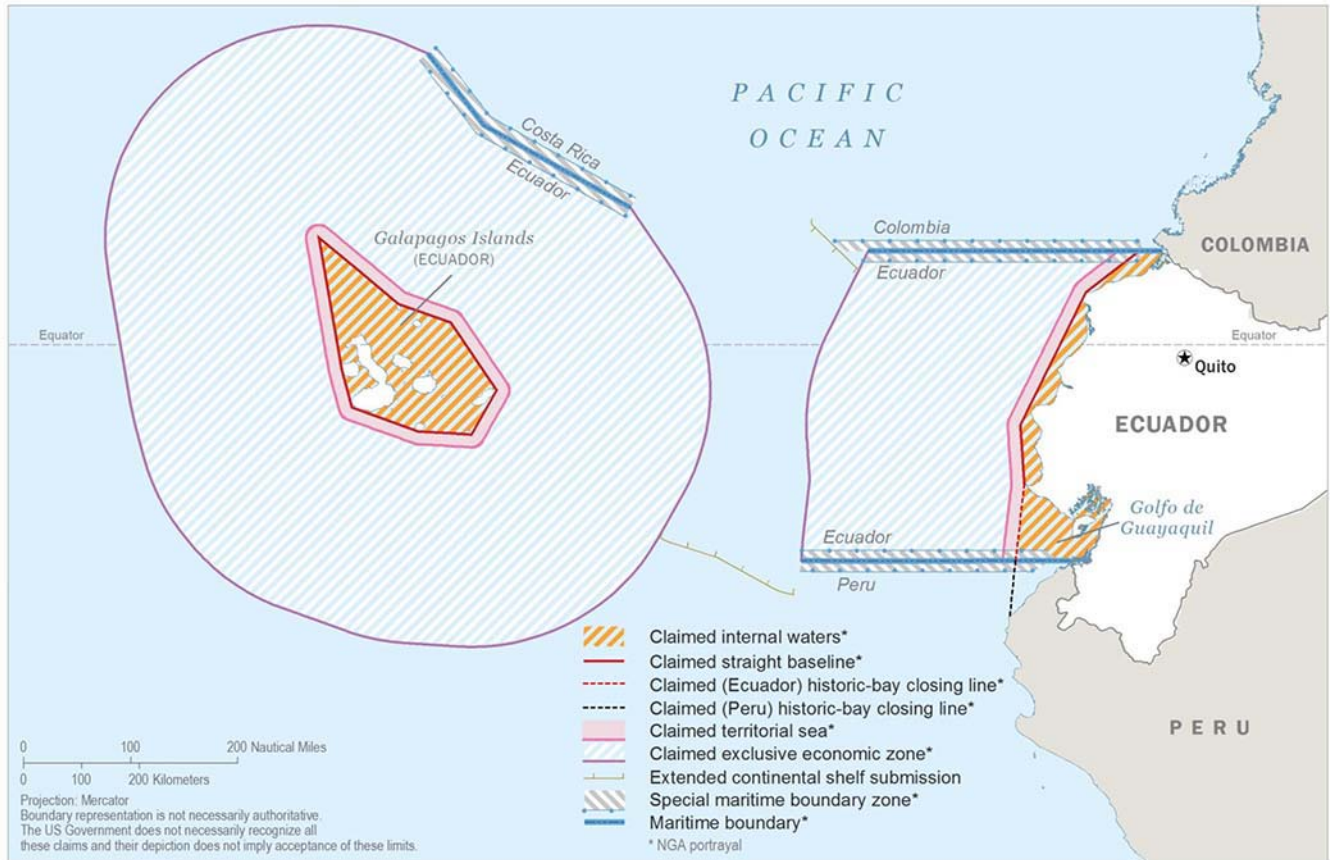 PACIFIC
OCEAN
Costa Rica
Ecuador
Galapagos Islands
(ECUADOR)
Colombia
Ecuador
COLOMBIA
Equator
Equator
Quito
ECUADOR
Golfo de
Guayaquil
Ecuador
Peru
PERU
Claimed internal waters*
Claimed straight baseline*
Claimed (Ecuador) historic-bay closing line*
Claimed (Peru) historic-bay closing line*
Claimed territorial sea*
Claimed exclusive economic zone*
Extended continental shelf submission
Special maritime boundary zone*
Maritime boundary*
* NGA portrayal
0 100 200 Nautical Miles
0 100 200 Kilometers
Projection: Mercator
Boundary representation is not necessarily authoritative.
The US Government does not necessarily recognize all
these claims and their depiction does not imply acceptance of these limits.